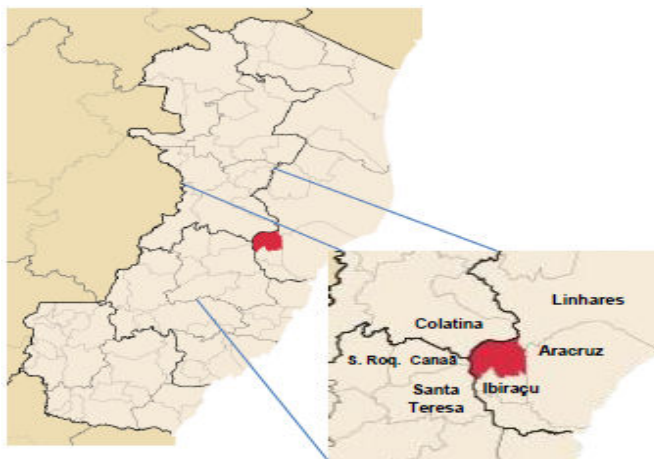 Linhares
Colatina
Aracruz
S. Roq. Canaã
Ibiraçu
Santa
Teresa